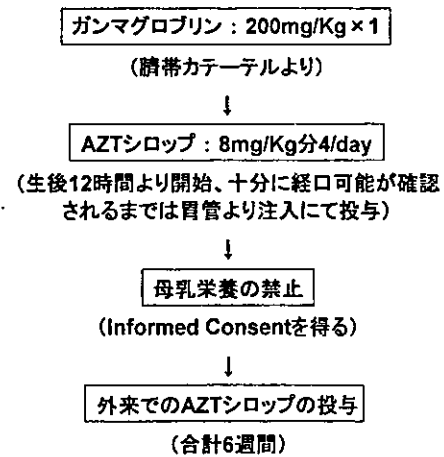 ガンマグロブリン：200mg/Kg×1
(臍帯カテーテルより)
↓
AZTシロップ：8mg/Kg分4/day
(生後12時間より開始、十分に経口可能が確認
されるまでは胃管より注入にて投与)
↓
母乳栄養の禁止
(Informed Consentを得る)
↓
外来でのAZTシロップの投与
(合計6週間)